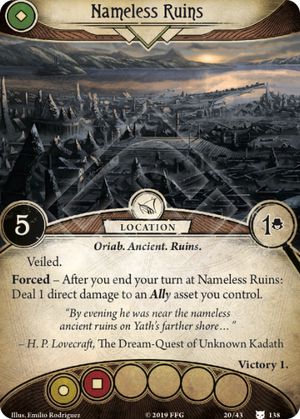 Nameless Ruins
5
LOCATION
1
Oriab. Ancient. Ruins.
Veiled.
Forced – After you end your turn at Nameless Ruins:
Deal 1 direct damage to an Ally asset you control.
"By evening he was near the nameless
ancient ruins on Yath's farther shore…"
– H. P. Lovecraft, The Dream-Quest of Unknown Kadath
Victory 1.
Illus. Emilio Rodriguez
© 2019 FFG
20/43
138